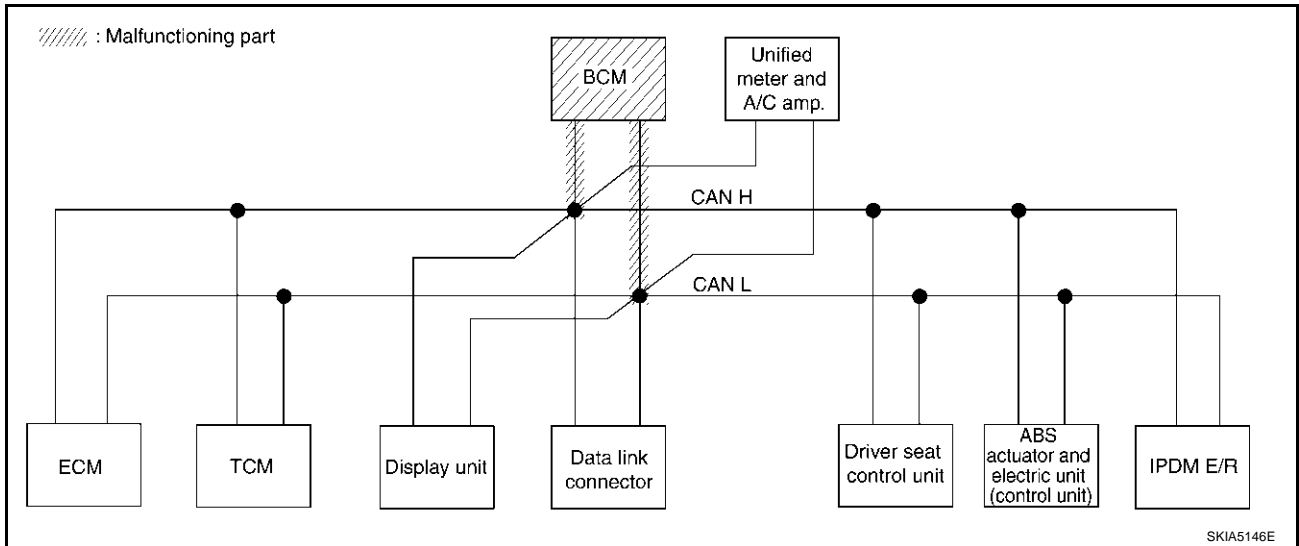 : Malfunctioning part
BCM
Unified
meter and
A/C amp.
CAN H
CAN L
ECM
TCM
Display unit
Data link
connector
Driver seat
control unit
ABS
actuator and
electric unit
(control unit)
IPDM E/R
SKIA5146E